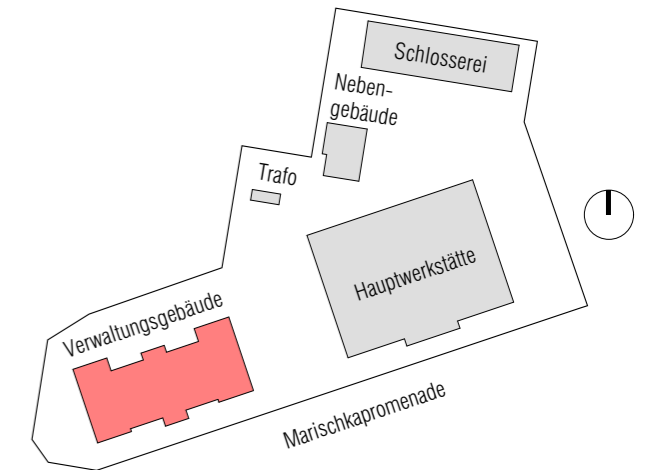 Schlosserei
Neben-
gebäude
Trafo
Hauptwerkstätte
Verwaltungsgebäude
Marischkapromenade